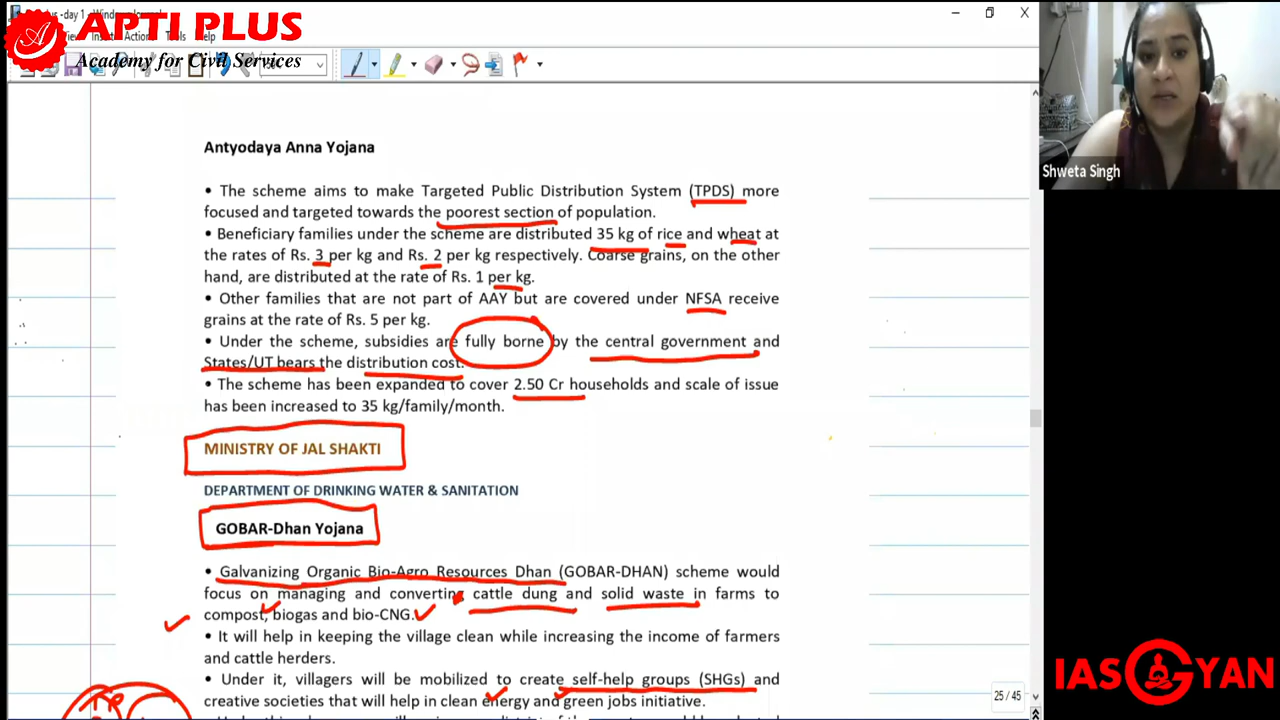 APTI PLUS
Academy for Civil Services
Shweta Singh
Antyodaya Anna Yojana
• The scheme aims to make Targeted Public Distribution System (TPDS) more
focused and targeted towards the poorest section of population.
• Beneficiary families under the scheme are distributed 35 kg of rice and wheat at
the rates of Rs. 3 per kg and Rs. 2 per kg respectively. Coarse grains, on the other
hand, are distributed at the rate of Rs. 1 per kg.
• Other families that are not part of AAY but are covered under NFSA receive
grains at the rate of Rs. 5 per kg.
• Under the scheme, subsidies are fully borne by the central government and
States/UT bears the distribution cost.
• The scheme has been expanded to cover 2.50 Cr households and scale of issue
has been increased to 35 kg/family/month.
MINISTRY OF JAL SHAKTI
DEPARTMENT OF DRINKING WATER & SANITATION
GOBAR-Dhan Yojana
• Galvanizing Organic Bio-Agro Resources Dhan (GOBAR-DHAN) scheme would
focus on managing and converting cattle dung and solid waste in farms to
compost, biogas and bio-CNG.
• It will help in keeping the village clean while increasing the income of farmers
and cattle herders.
• Under it, villagers will be mobilized to create self-help groups (SHGs) and
creative societies that will help in clean energy and green jobs initiative.
25 / 45
IASGYAN